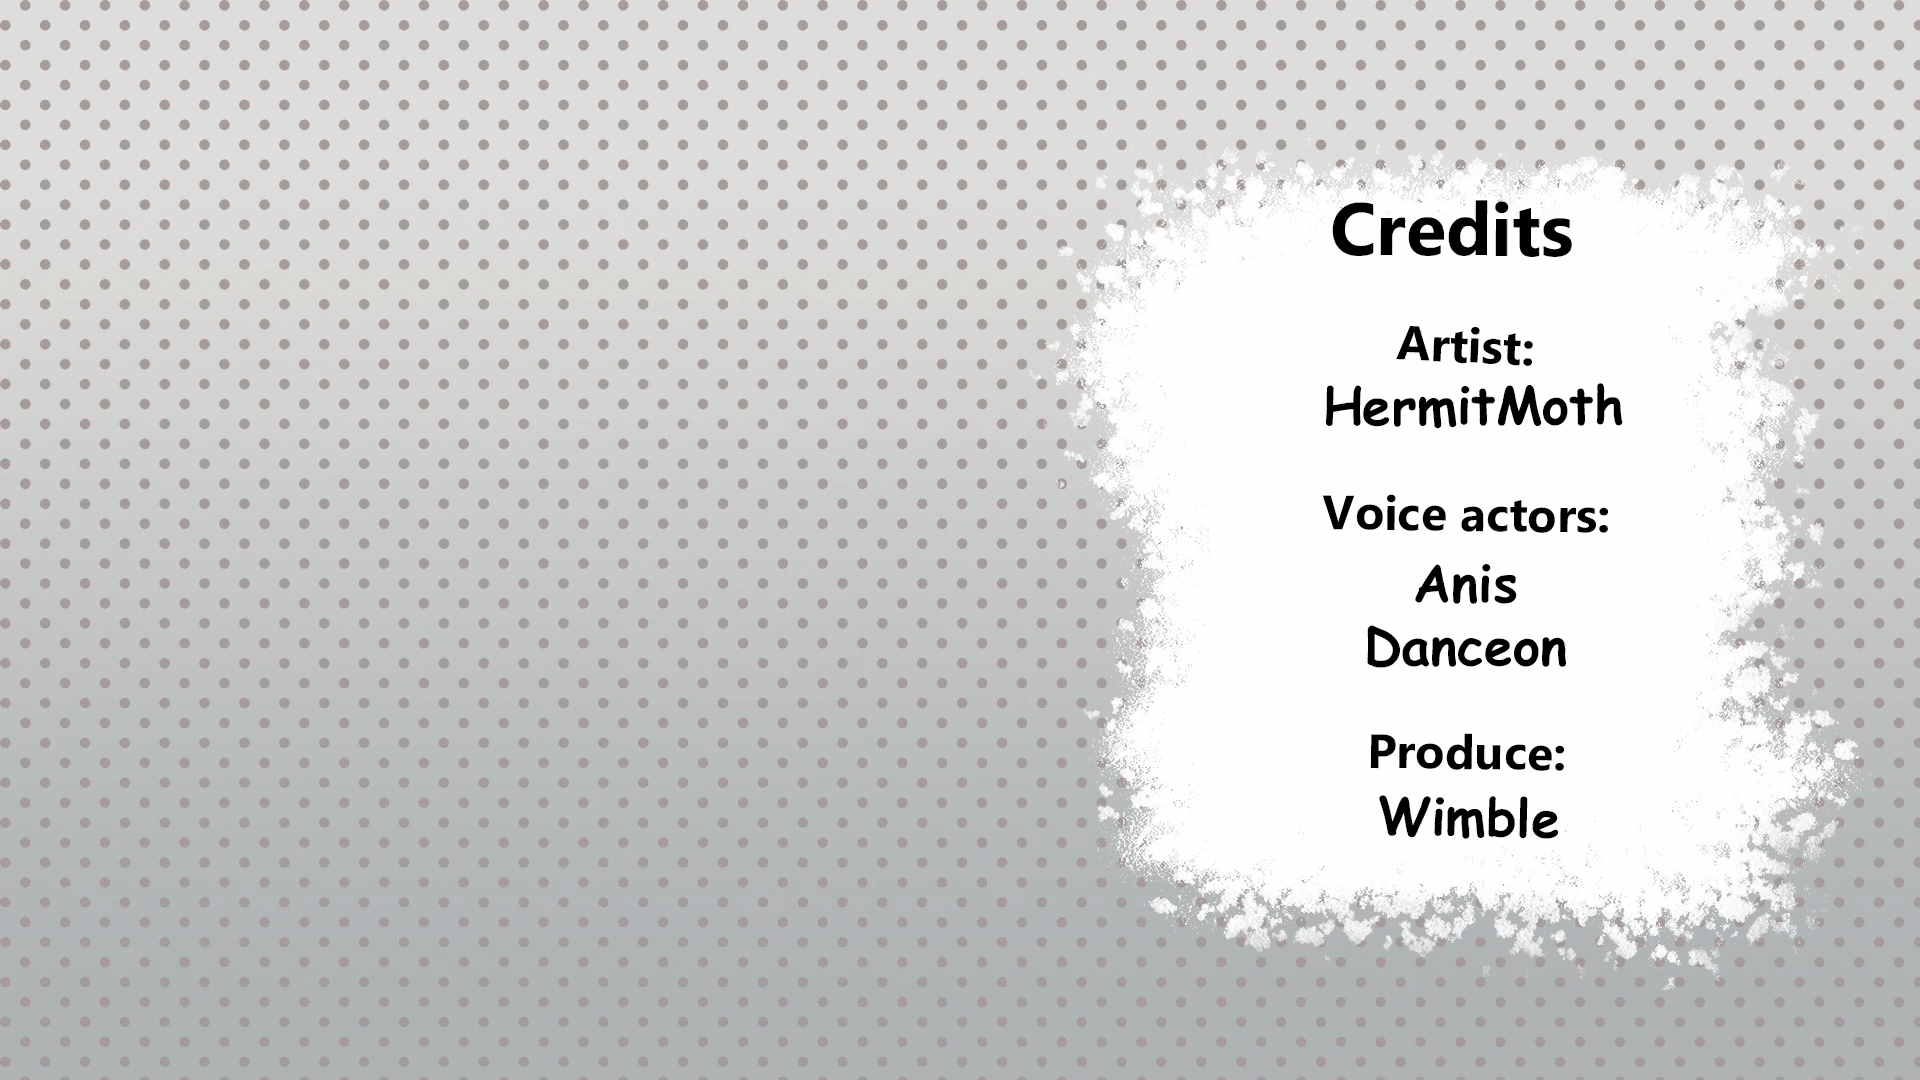 Credits
Artist:
HermitMoth
Voice actors:
Anis
Danceon
Produce:
Wimble